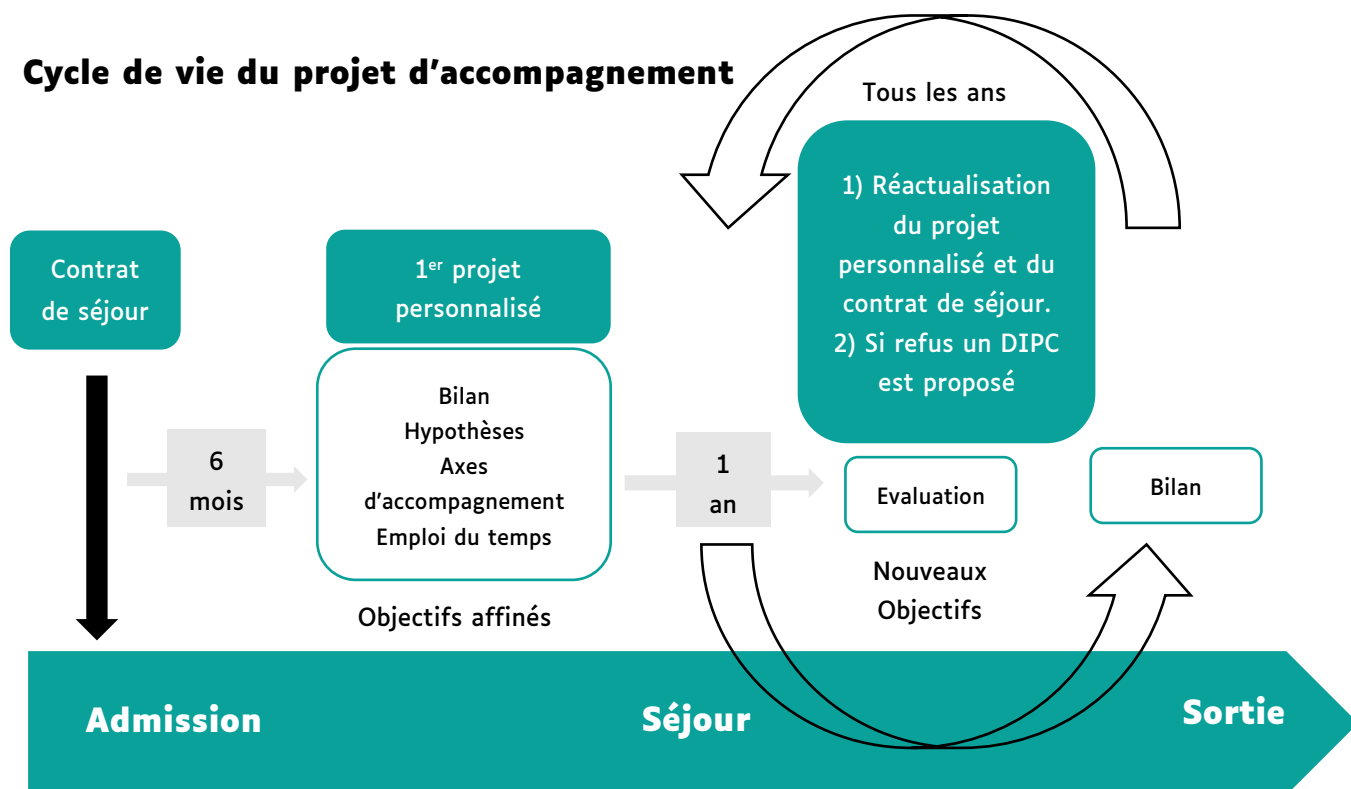 Cycle de vie du projet d'accompagnement
Contrat
de séjour
6
mois
1er projet
personnalisé
Bilan
Hypothèses
Axes
d'accompagnement
Emploi du temps
Objectifs affinés
1
an
Tous les ans
1) Réactualisation
du projet
personnalisé et du
contrat de séjour.
2) Si refus un DIPC
est proposé
Evaluation
Nouveaux
Objectifs
Bilan
Admission
Séjour
Sortie